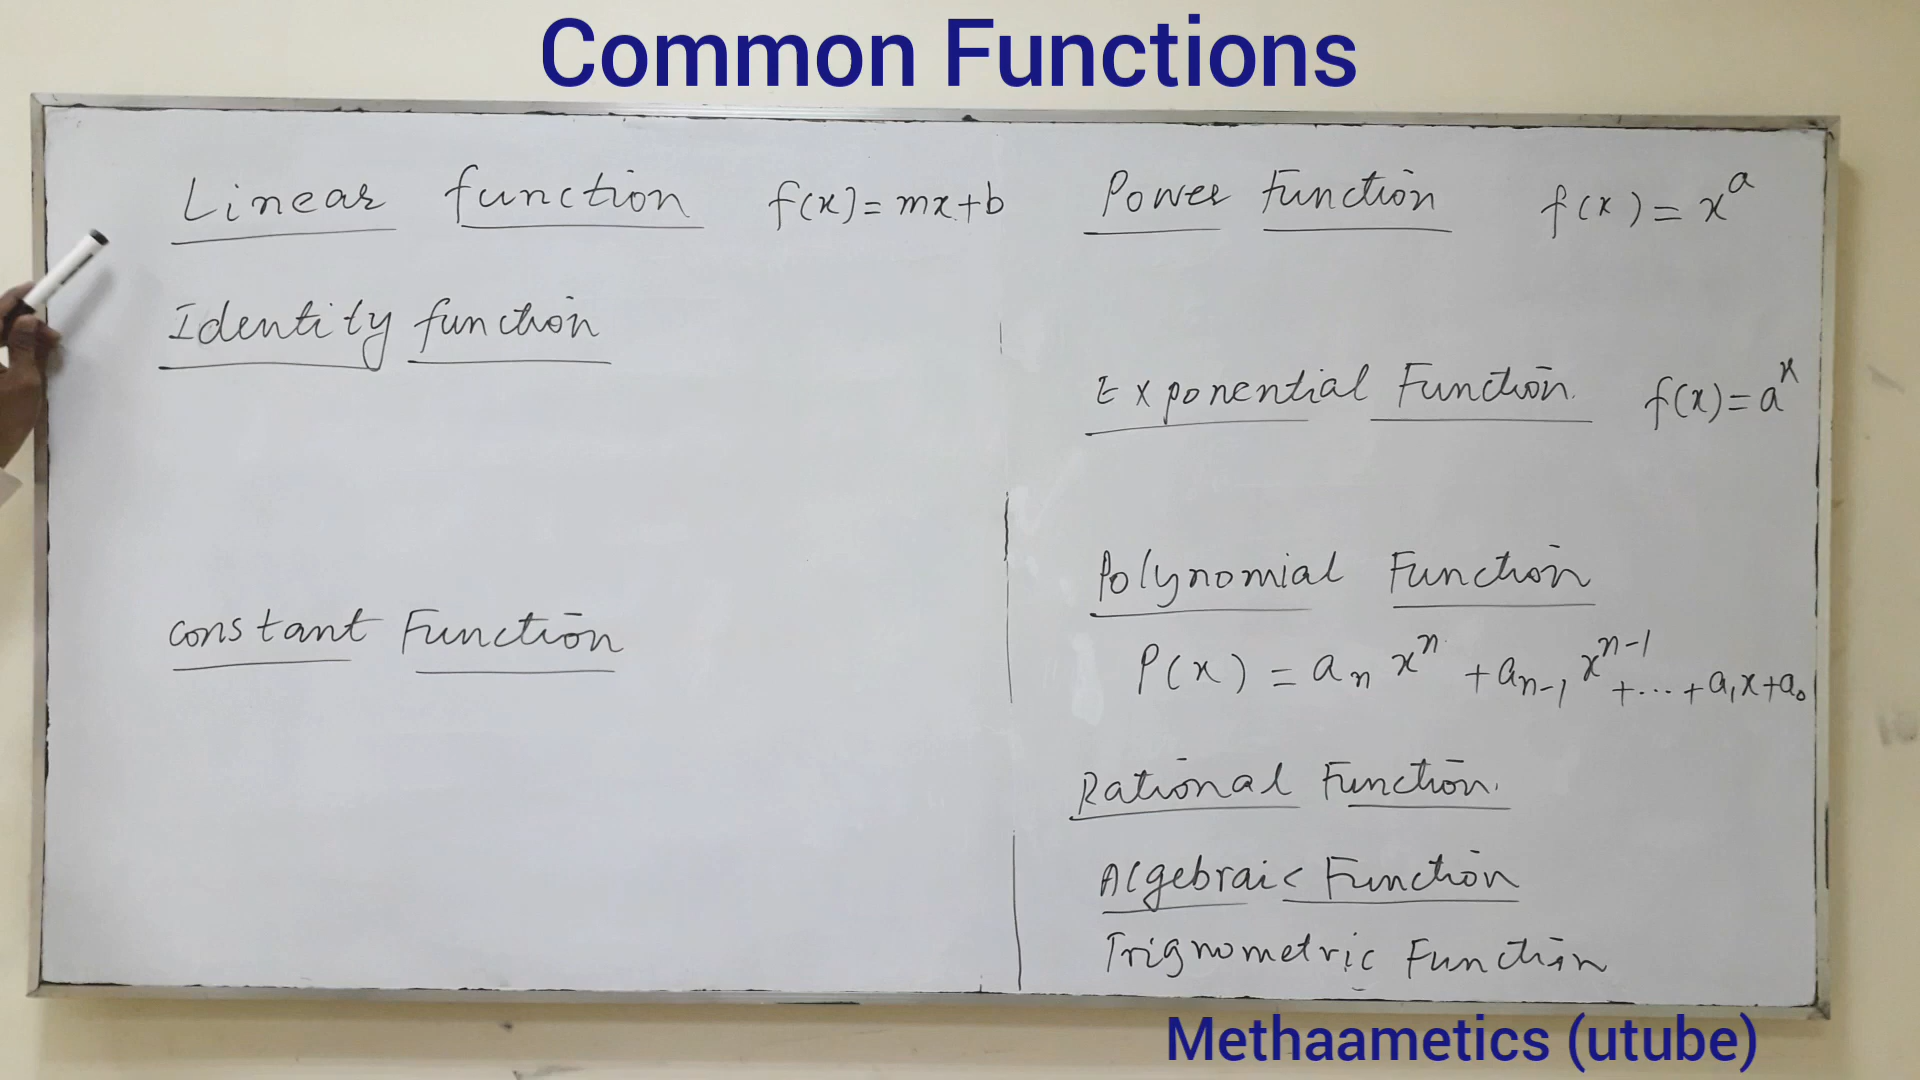 Common Functions
Linear function f(x) = mx+b
Identity function
constant Function
Power Function f(x) = x^a
Exponential Function. f(x) = a^x
Polynomial Function
P(x) = a_n x^n + a_{n-1} x^{n-1} + ... + a_1 x + a_0
Rational Function.
Algebraic Function
Trignometric Function
Methaametics (utube)